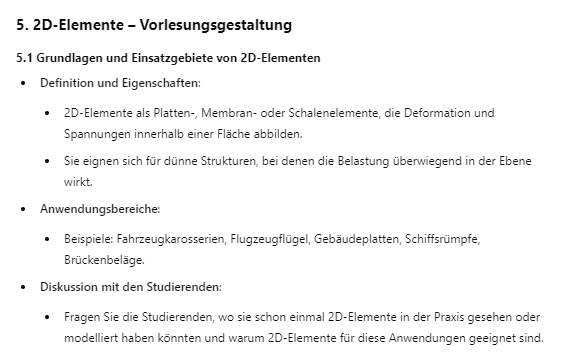 5. 2D-Elemente – Vorlesungsgestaltung
5.1 Grundlagen und Einsatzgebiete von 2D-Elementen
• Definition und Eigenschaften:
• 2D-Elemente als Platten-, Membran- oder Schalenelemente, die Deformation und
Spannungen innerhalb einer Fläche abbilden.
• Sie eignen sich für dünne Strukturen, bei denen die Belastung überwiegend in der Ebene
wirkt.
• Anwendungsbereiche:
• Beispiele: Fahrzeugkarosserien, Flugzeugflügel, Gebäudeplatten, Schiffsrümpfe,
Brückenbeläge.
• Diskussion mit den Studierenden:
• Fragen Sie die Studierenden, wo sie schon einmal 2D-Elemente in der Praxis gesehen oder
modelliert haben könnten und warum 2D-Elemente für diese Anwendungen geeignet sind.